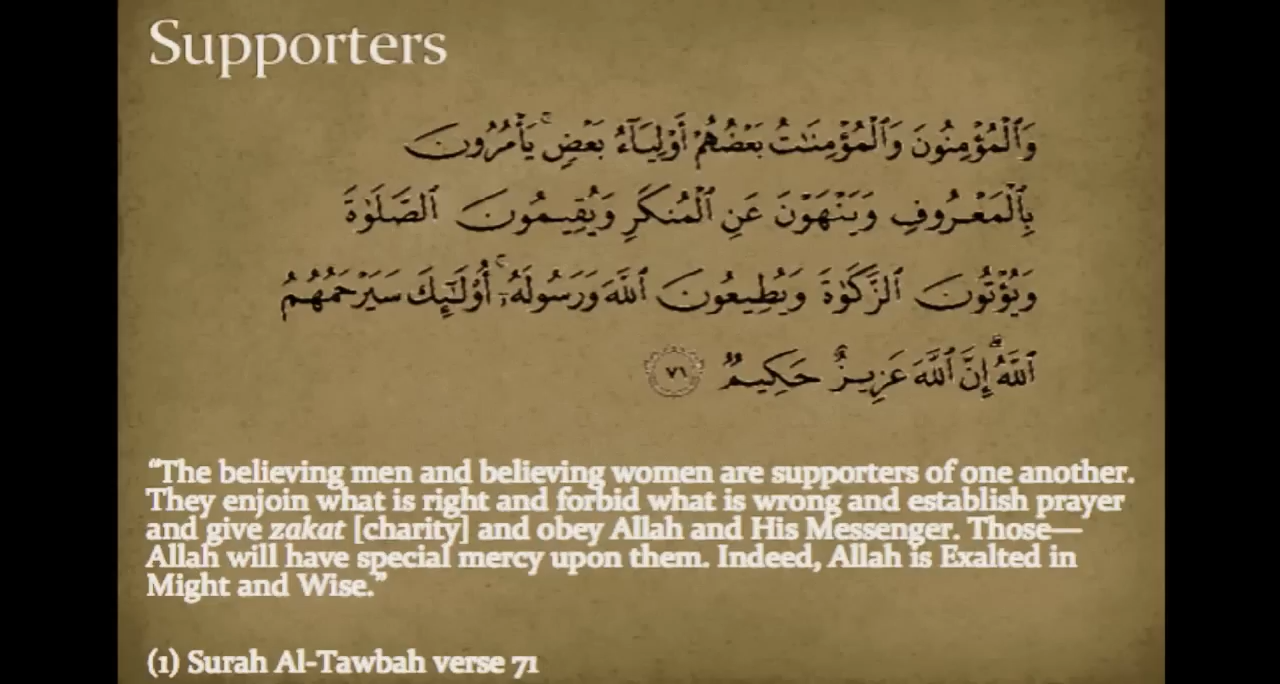 Supporters
وَٱلْمُؤْمِنُونَ وَٱلْمُؤْمِنَٰتُ بَعْضُهُمْ أَوْلِيَآءُ بَعْضٍ ۚ يَأْمُرُونَ
بِٱلْمَعْرُوفِ وَيَنْهَوْنَ عَنِ ٱلْمُنكَرِ وَيُقِيمُونَ ٱلصَّلَوٰةَ
وَيُؤْتُونَ ٱلزَّكَوٰةَ وَيُطِيعُونَ ٱللَّهَ وَرَسُولَهُۥٓ ۚ أُو۟لَٰٓئِكَ سَيَرْحَمُهُمُ
ٱللَّهُ ۗ إِنَّ ٱللَّهَ عَزِيزٌ حَكِيمٌ ٧١
“The believing men and believing women are supporters of one another.
They enjoin what is right and forbid what is wrong and establish prayer
and give zakat [charity] and obey Allah and His Messenger. Those—
Allah will have special mercy upon them. Indeed, Allah is Exalted in
Might and Wise.”
(1) Surah Al-Tawbah verse 71